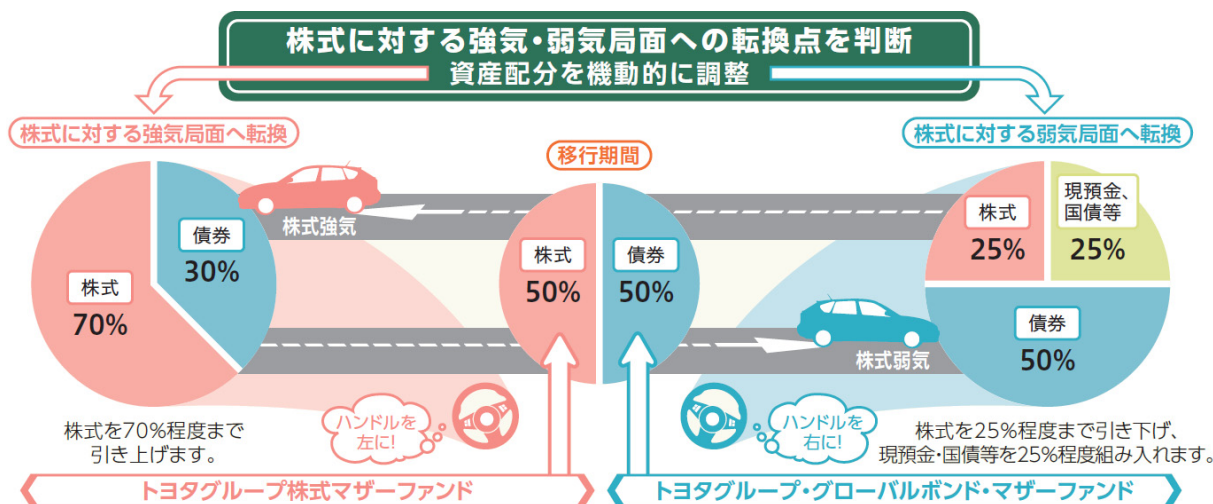 株式に対する強気・弱気局面への転換点を判断
資産配分を機動的に調整
株式に対する強気局面へ転換
移行期間
株式に対する弱気局面へ転換
債券
30%
株式
70%
株式強気
株式
50%
債券
50%
株式
25%
現預金、
国債等
25%
債券
50%
株式弱気
株式を70%程度まで
引き上げます。
ハンドルを
左に!
ハンドルを
右に!
株式を25%程度まで引き下げ、
現預金・国債等を25%程度組み入れます。
トヨタグループ株式マザーファンド
トヨタグループ・グローバルボンド・マザーファンド